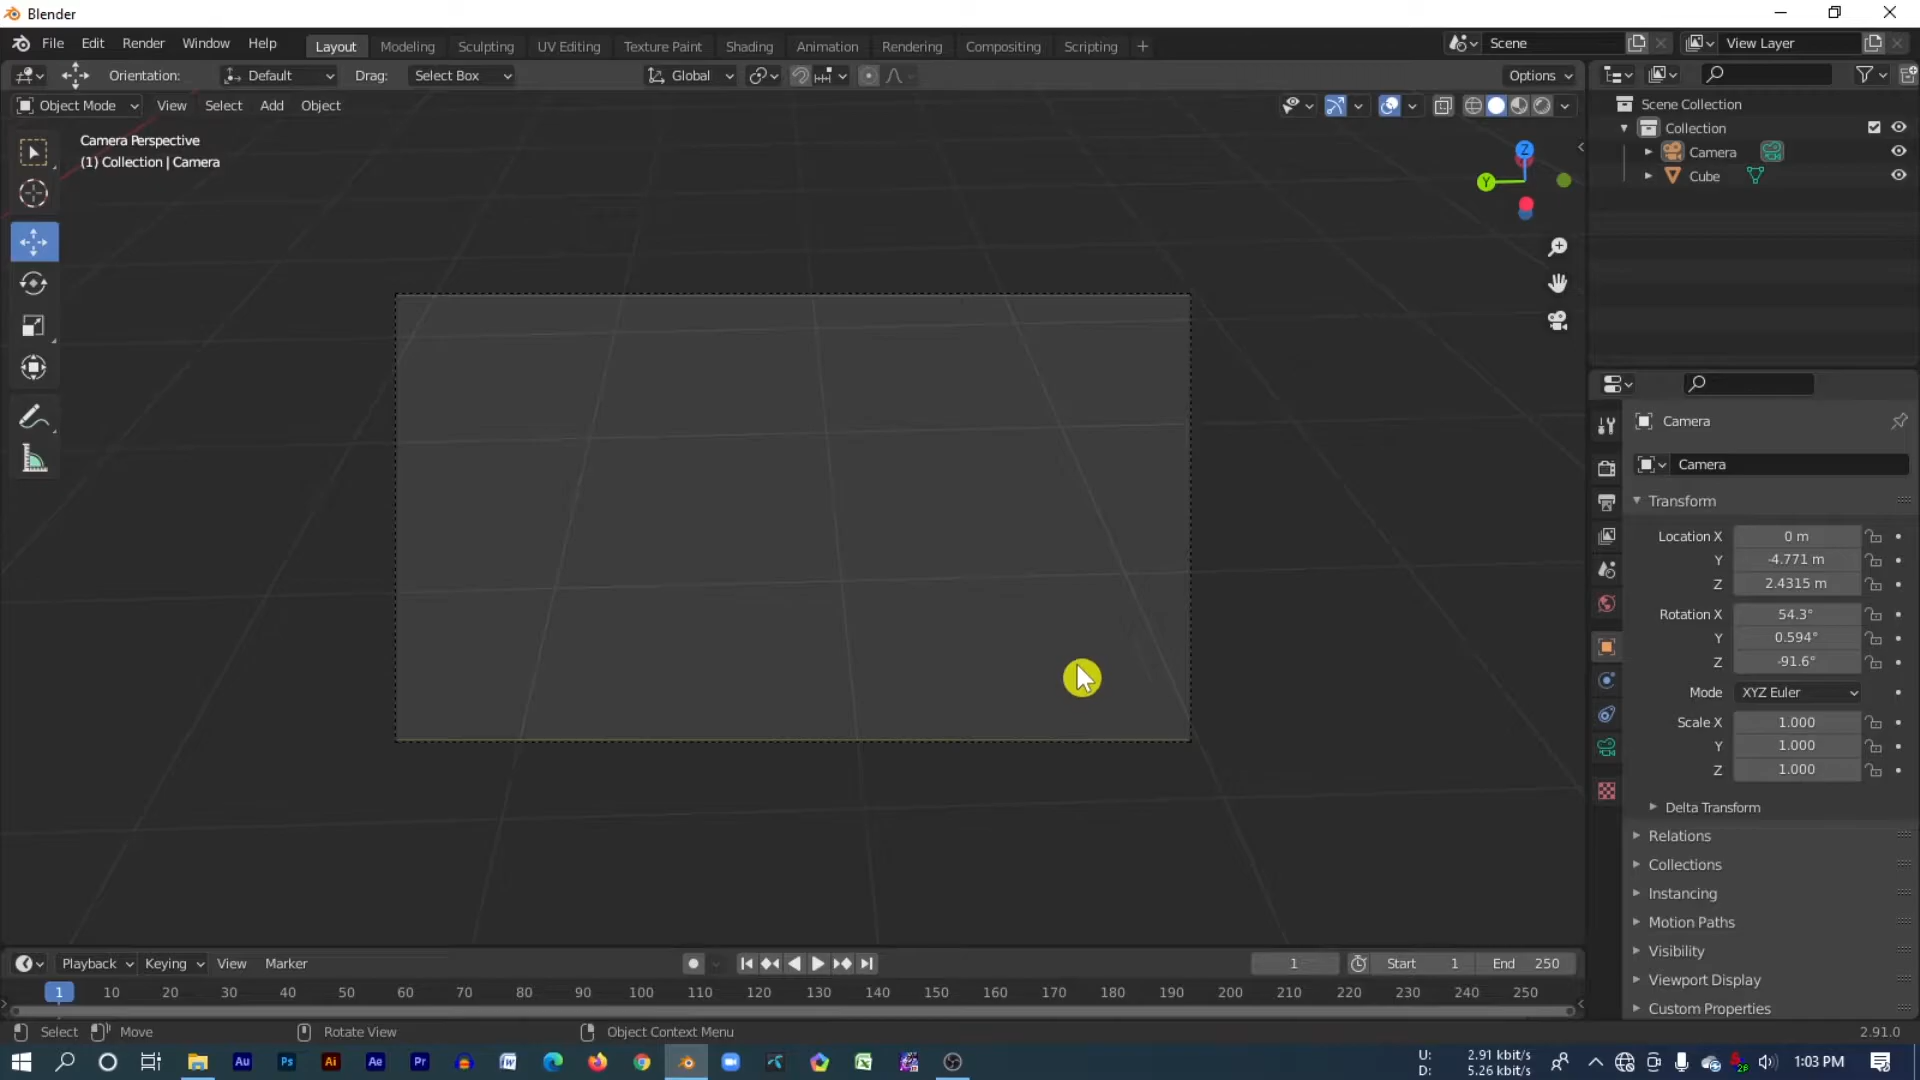 Blender
File Edit Render Window Help Layout Modeling Sculpting UV Editing Texture Paint Shading Animation Rendering Compositing Scripting + Scene View Layer
Orientation: Default Drag: Select Box Global Options
Object Mode View Select Add Object
Camera Perspective
(1) Collection | Camera
Z
Y
Scene Collection
Collection
Camera
Cube
Camera
Camera
Transform
Location X 0 m
Y -4.771 m
Z 2.4315 m
Rotation X 54.3°
Y 0.594°
Z -91.6°
Mode XYZ Euler
Scale X 1.000
Y 1.000
Z 1.000
Delta Transform
Relations
Collections
Instancing
Motion Paths
Visibility
Viewport Display
Custom Properties
Playback Keying View Marker 1 Start 1 End 250
1 10 20 30 40 50 60 70 80 90 100 110 120 130 140 150 160 170 180 190 200 210 220 230 240 250
Select Move Rotate View Object Context Menu 2.91.0
Au Ps Ai Ae Pr
U: 2.91 kbit/s
D: 5.26 kbit/s
1:03 PM